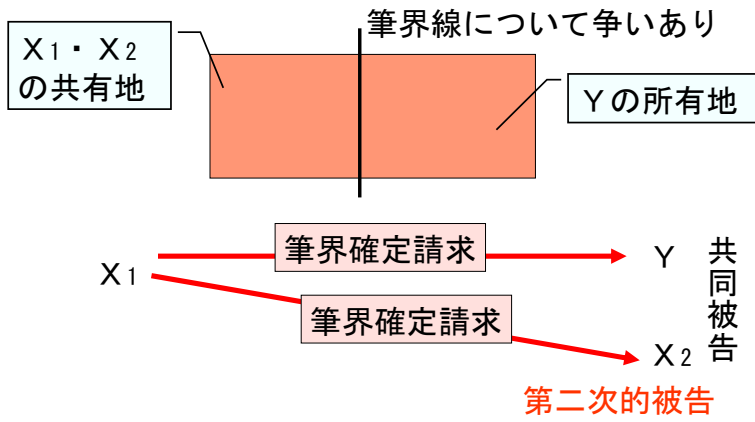 筆界線について争いあり
Ｘ1・Ｘ2
の共有地
Ｙの所有地
筆界確定請求
Ｙ
Ｘ1
筆界確定請求
Ｘ2
共同被告
第二次的被告